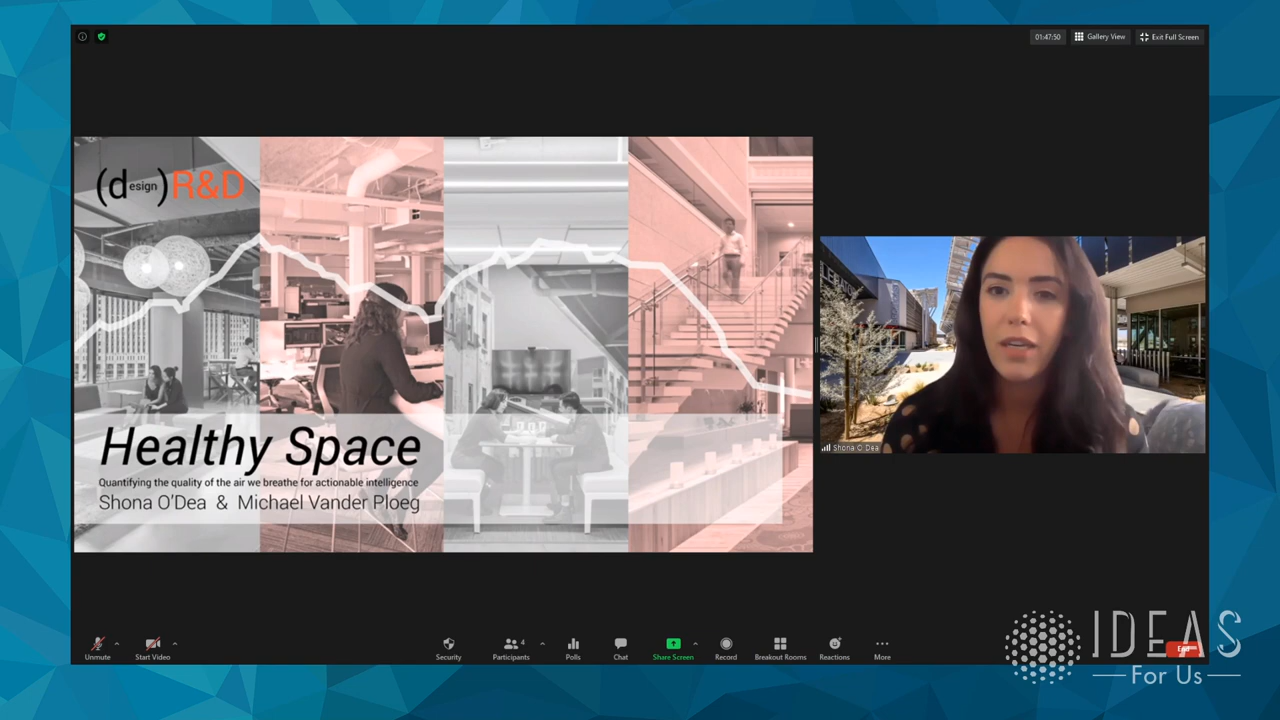 01:47:50
Gallery View
Exit Full Screen
(design)R&D
Healthy Space
Quantifying the quality of the air we breathe for actionable intelligence
Shona O'Dea & Michael Vander Ploeg
Shona O Dea
Unmute
Start Video
Security
Participants
4
Polls
Chat
Share Screen
Record
Breakout Rooms
Reactions
More
End
IDEAS
For Us